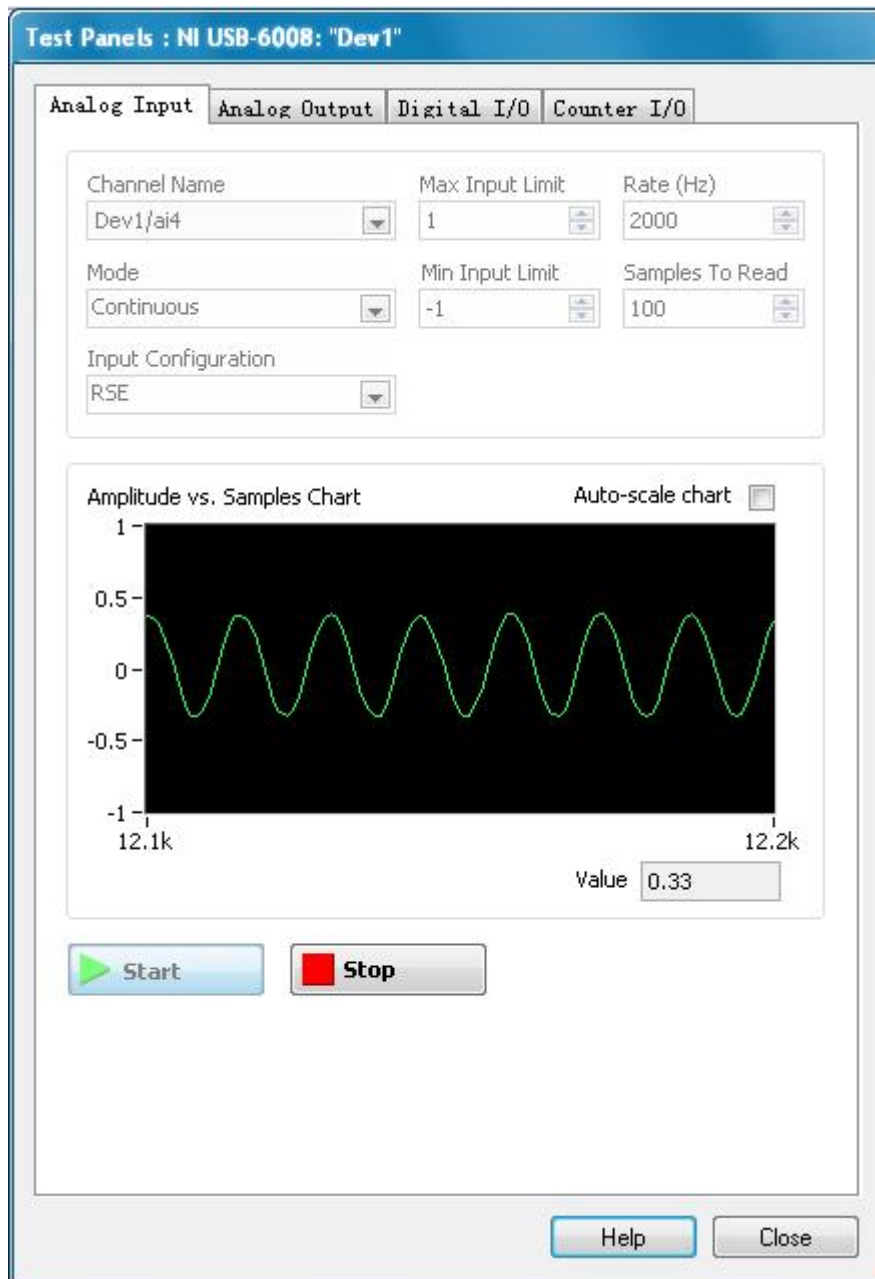 Test Panels : NI USB-6008: "Dev1"
Analog Input Analog Output Digital I/O Counter I/O
Channel Name Max Input Limit Rate (Hz)
Dev1/ai4 1 2000
Mode Min Input Limit Samples To Read
Continuous -1 100
Input Configuration
RSE
Amplitude vs. Samples Chart Auto-scale chart
1
0.5
0
-0.5
-1
12.1k 12.2k
Value 0.33
Start Stop
Help Close